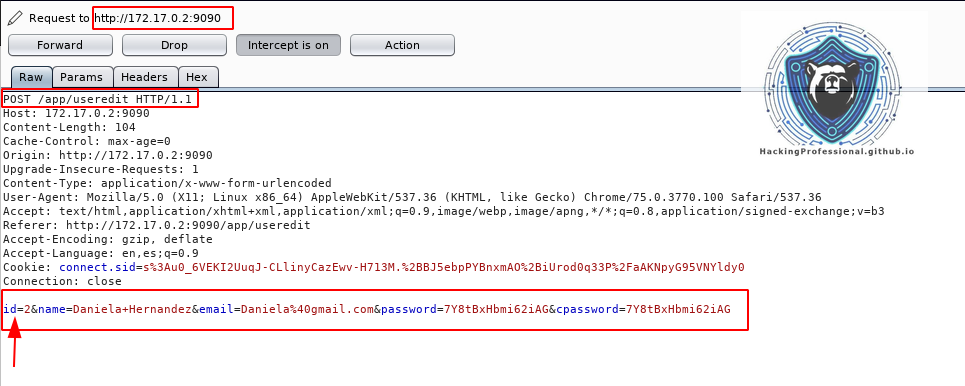 Request to http://172.17.0.2:9090
Forward
Drop
Intercept is on
Action
Raw
Params
Headers
Hex
POST /app/useredit HTTP/1.1
Host: 172.17.0.2:9090
Content-Length: 104
Cache-Control: max-age=0
Origin: http://172.17.0.2:9090
Upgrade-Insecure-Requests: 1
Content-Type: application/x-www-form-urlencoded
User-Agent: Mozilla/5.0 (X11; Linux x86_64) AppleWebKit/537.36 (KHTML, like Gecko) Chrome/75.0.3770.100 Safari/537.36
Accept: text/html,application/xhtml+xml,application/xml;q=0.9,image/webp,image/apng,*/*;q=0.8,application/signed-exchange;v=b3
Referer: http://172.17.0.2:9090/app/useredit
Accept-Encoding: gzip, deflate
Accept-Language: en,es;q=0.9
Cookie: connect.sid=s%3Au0_6VEKI2UuqJ-CLlinyCazEwv-H713M.%2BBJ5ebpPYBnxmAO%2BiUrod0q33P%2FaAKNpyG95VNYldy0
Connection: close
id=2&name=Daniela+Hernandez&email=Daniela%40gmail.com&password=7Y8tBxHbmi62iAG&cpassword=7Y8tBxHbmi62iAG
HackingProfessional.github.io